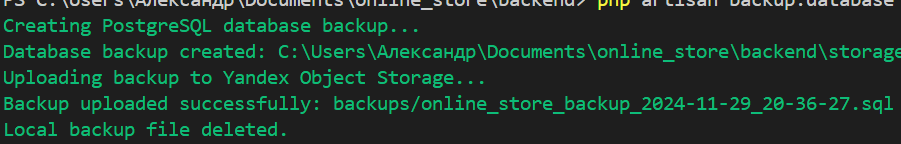 PS C:\Users\Александр\Documents\online_store\backend> php artisan backup:database
Creating PostgreSQL database backup...
Database backup created: C:\Users\Александр\Documents\online_store\backend\storage
Uploading backup to Yandex Object Storage...
Backup uploaded successfully: backups/online_store_backup_2024-11-29_20-36-27.sql
Local backup file deleted.